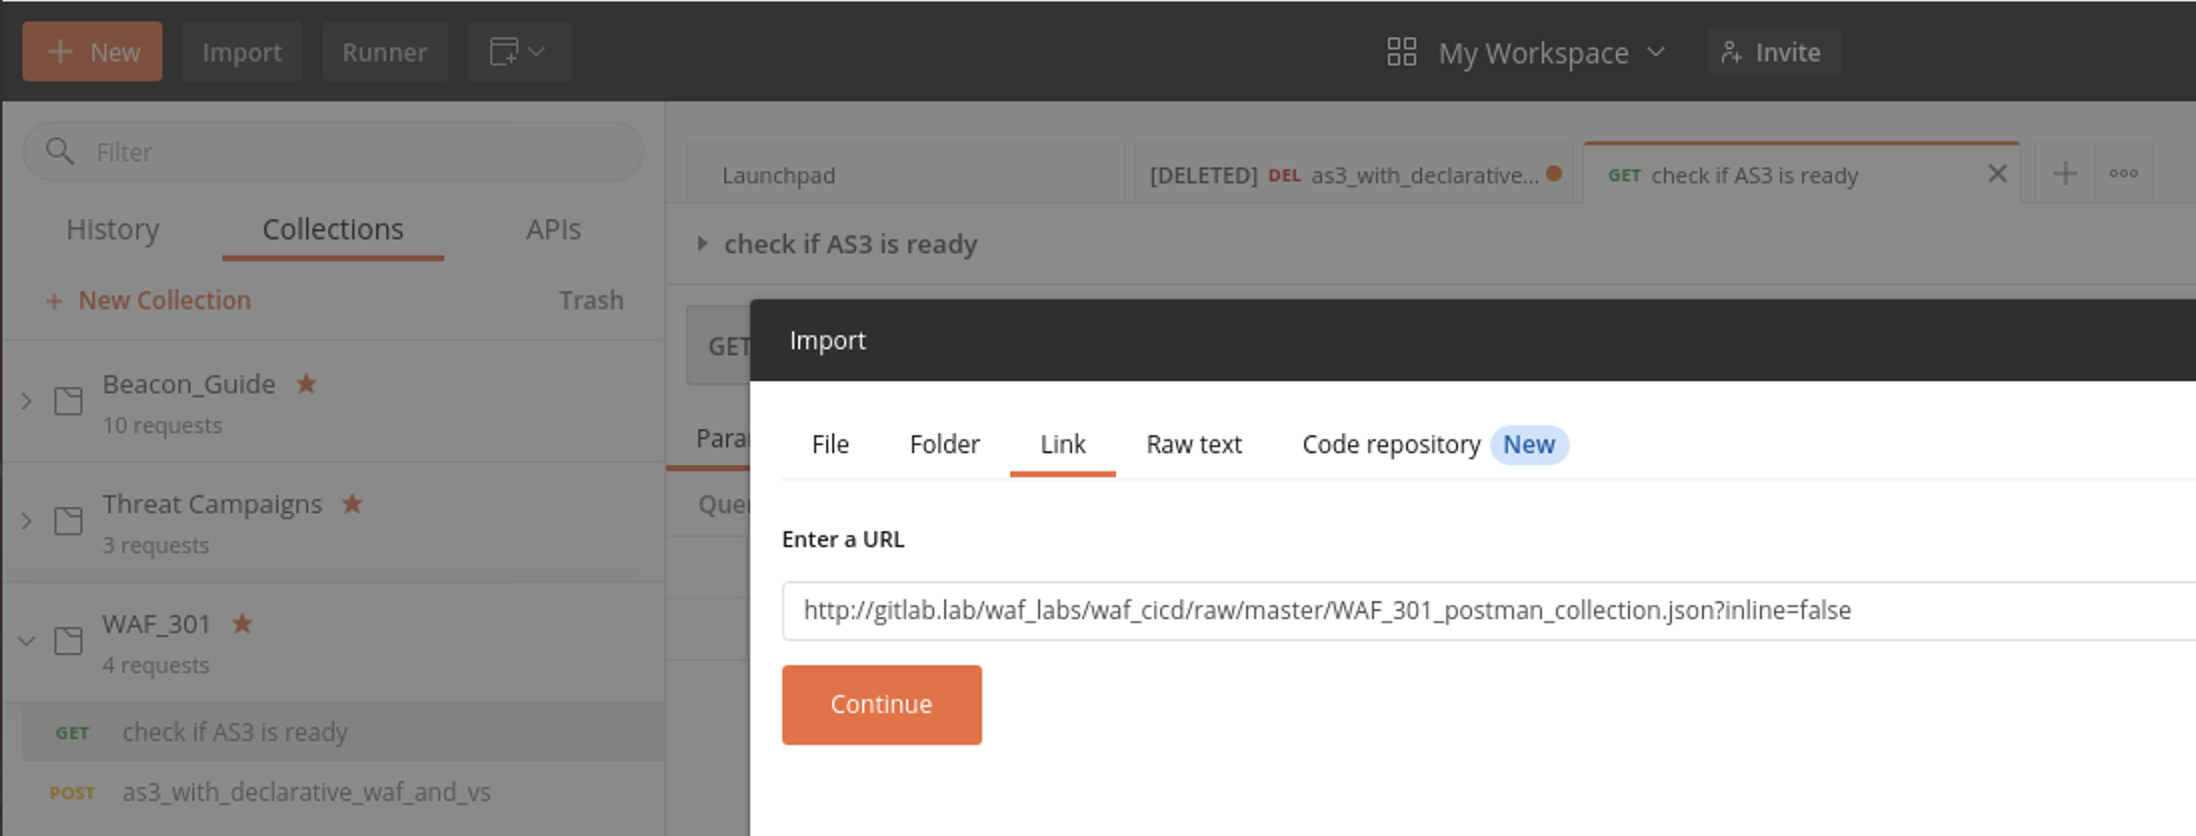 New Import Runner My Workspace Invite
Filter
Launchpad [DELETED] DEL as3_with_declarative... GET check if AS3 is ready
History Collections APIs
check if AS3 is ready
+ New Collection Trash
Import
GET
Beacon_Guide
10 requests
File Folder Link Raw text Code repository New
Threat Campaigns
3 requests
Enter a URL
http://gitlab.lab/waf_labs/waf_cicd/raw/master/WAF_301_postman_collection.json?inline=false
WAF_301
4 requests
Continue
GET check if AS3 is ready
POST as3_with_declarative_waf_and_vs